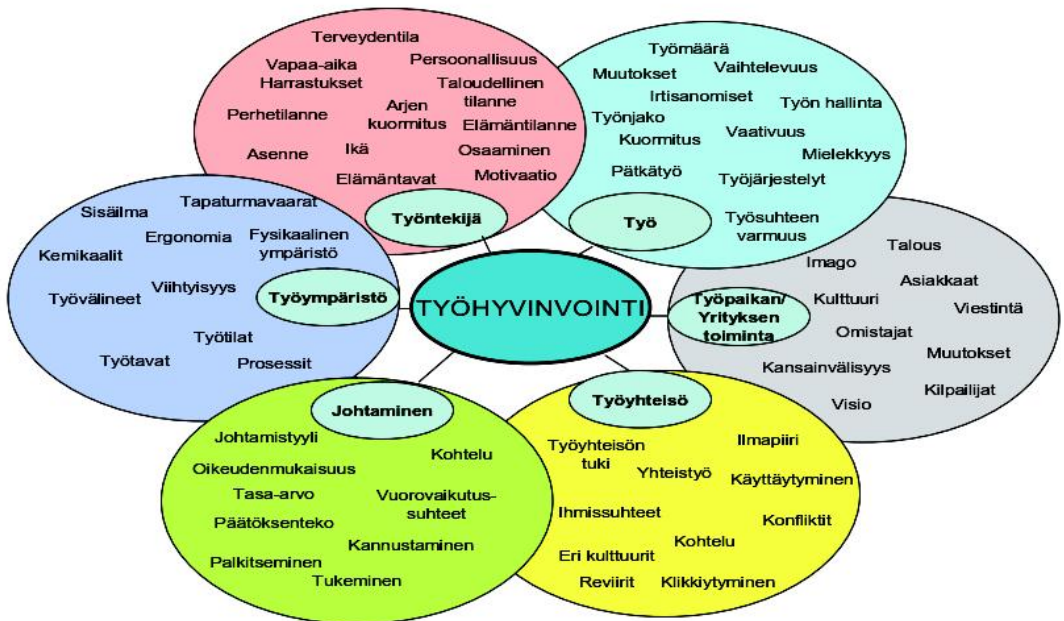 Terveydentila
Vapaa-aika
Harrastukset
Persoonallisuus
Taloudellinen
tilanne
Perhetilanne
Arjen
kuormitus
Elämäntilanne
Asenne
Ikä
Osaaminen
Elämäntavat
Motivaatio
Työntekijä
Työmäärä
Muutokset
Vaihtelevuus
Irtisanomiset
Työn hallinta
Työnjako
Kuormitus
Vaativuus
Mielekkyys
Pätkätyö
Työjärjestelyt
Työ
Työsuhteen
varmuus
Sisäilma
Tapaturmavaarat
Ergonomia
Fysikaalinen
ympäristö
Kemikaalit
Työvälineet
Viihtyisyys
Työympäristö
Työtilat
Työtavat
Prosessit
TYÖHYVINVOINTI
Talous
Imago
Asiakkaat
Kulttuuri
Viestintä
Työpaikan/
Yrityksen
toiminta
Omistajat
Muutokset
Kansainvälisyys
Kilpailijat
Visio
Johtaminen
Johtamistyyli
Kohtelu
Oikeudenmukaisuus
Tasa-arvo
Vuorovaikutus-
suhteet
Päätöksenteko
Kannustaminen
Palkitseminen
Tukeminen
Työyhteisö
Työyhteisön
tuki
Ilmapiiri
Yhteistyö
Käyttäytyminen
Ihmissuhteet
Konfliktit
Kohtelu
Eri kulttuurit
Reviirit
Klikkiytyminen